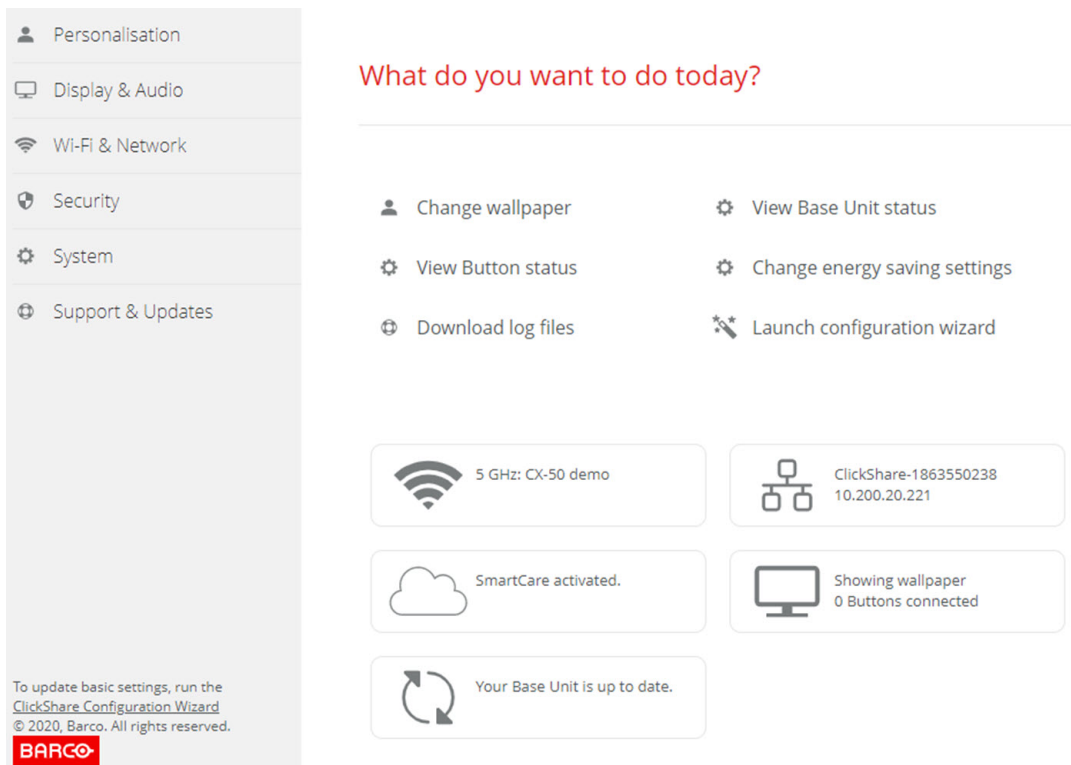 Personalisation
Display & Audio
Wi-Fi & Network
Security
System
Support & Updates
To update basic settings, run the
ClickShare Configuration Wizard
© 2020, Barco. All rights reserved.
BARCO
What do you want to do today?
Change wallpaper
View Base Unit status
View Button status
Change energy saving settings
Download log files
Launch configuration wizard
5 GHz: CX-50 demo
ClickShare-1863550238
10.200.20.221
SmartCare activated.
Showing wallpaper
0 Buttons connected
Your Base Unit is up to date.